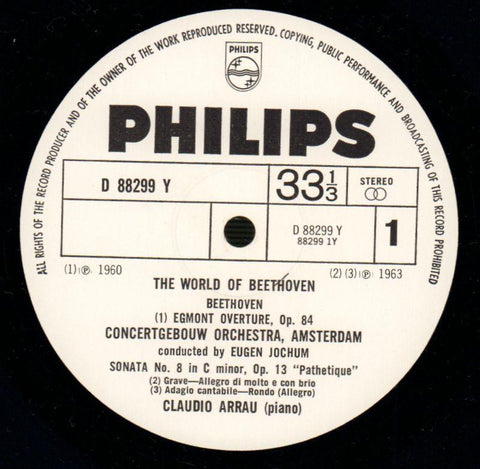 ALL RIGHTS OF THE RECORD PRODUCER AND OF THE OWNER OF THE WORK REPRODUCED RESERVED. COPYING, PUBLIC PERFORMANCE AND BROADCASTING OF THIS RECORD PROHIBITED
PHILIPS
PHILIPS
D 88299 Y
33 1/3
STEREO
D 88299 Y
88299 1Y
1
(1) ℗ 1960
(2) (3) ℗ 1963
THE WORLD OF BEETHOVEN
BEETHOVEN
(1) EGMONT OVERTURE, Op. 84
CONCERTGEBOUW ORCHESTRA, AMSTERDAM
conducted by EUGEN JOCHUM
SONATA No. 8 in C minor, Op. 13 "Pathetique"
(2) Grave—Allegro di molto e con brio
(3) Adagio cantabile—Rondo (Allegro)
CLAUDIO ARRAU (piano)